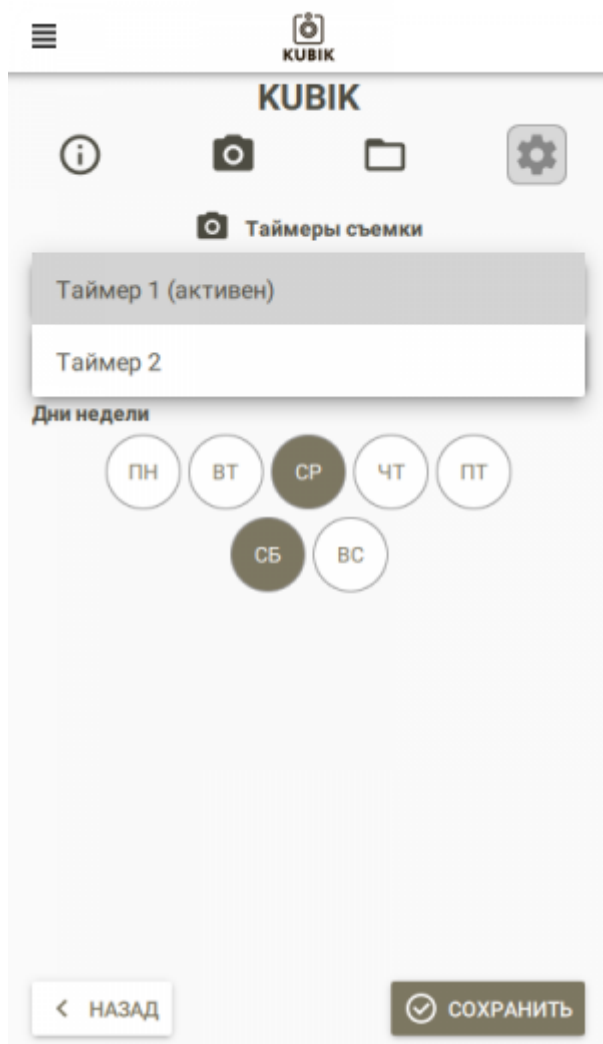 KUBIK
KUBIK
Таймеры съемки
Таймер 1 (активен)
Таймер 2
Дни недели
ПН ВТ СР ЧТ ПТ
СБ ВС
НАЗАД СОХРАНИТЬ